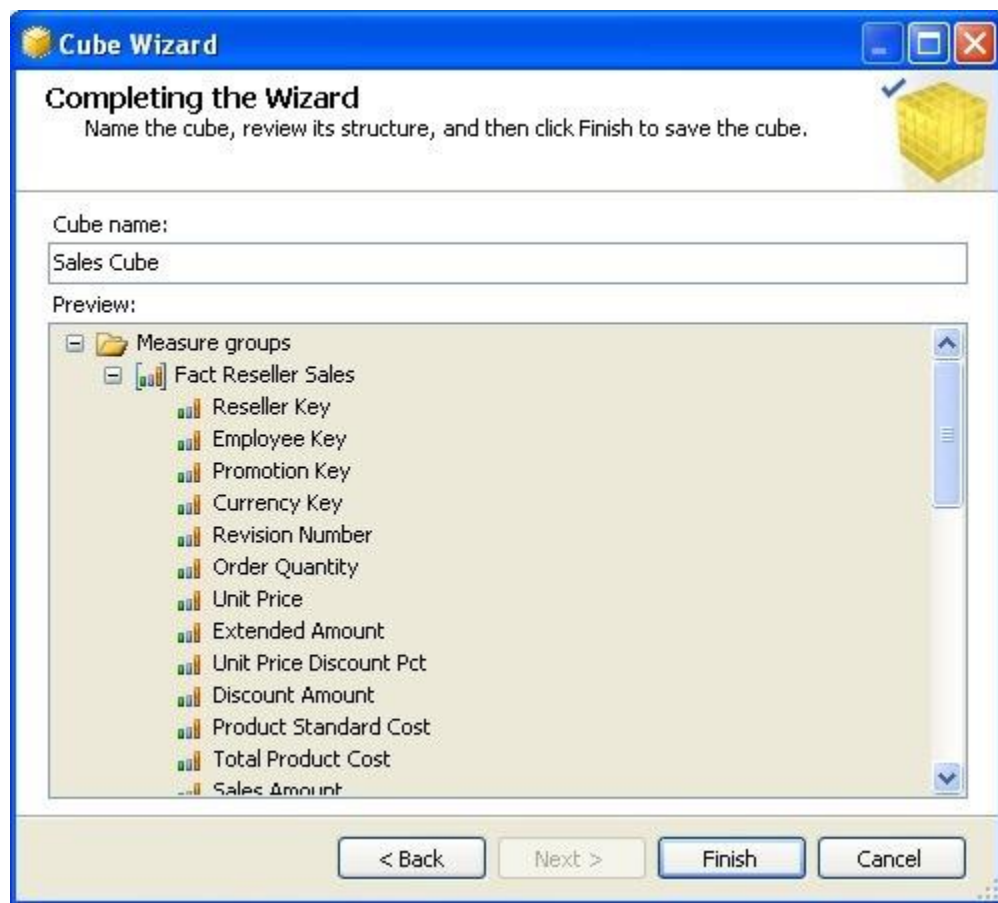 Cube Wizard
Completing the Wizard
Name the cube, review its structure, and then click Finish to save the cube.
Cube name:
Sales Cube
Preview:
Measure groups
Fact Reseller Sales
Reseller Key
Employee Key
Promotion Key
Currency Key
Revision Number
Order Quantity
Unit Price
Extended Amount
Unit Price Discount Pct
Discount Amount
Product Standard Cost
Total Product Cost
Sales Amount
< Back Next > Finish Cancel